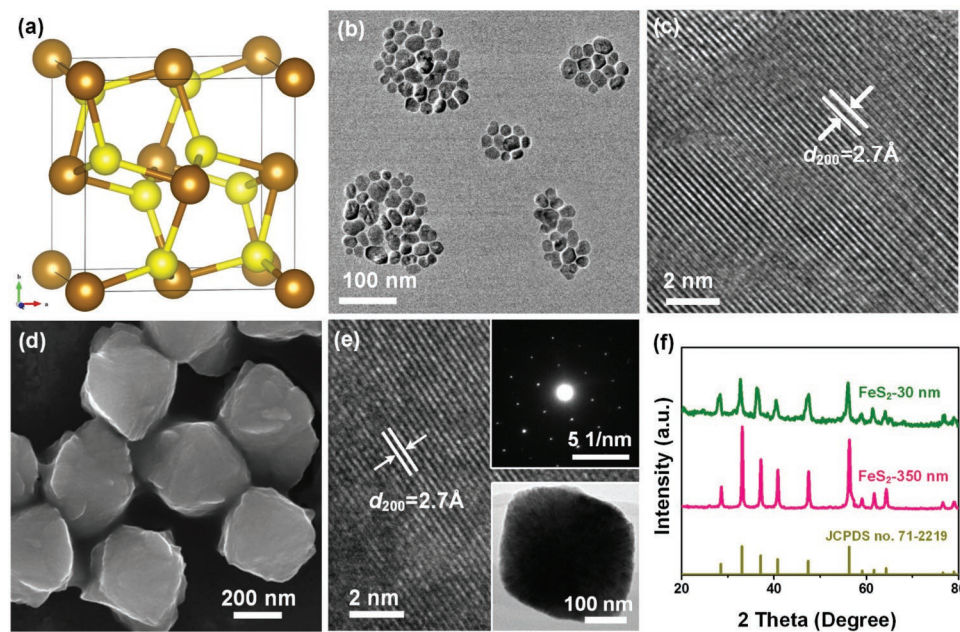 (a)
b
a
(b)
100 nm
(c)
d200=2.7Å
2 nm
(d)
200 nm
(e)
d200=2.7Å
2 nm
5 1/nm
100 nm
(f)
Intensity (a.u.)
FeS2-30 nm
FeS2-350 nm
JCPDS no. 71-2219
20 40 60 80
2 Theta (Degree)